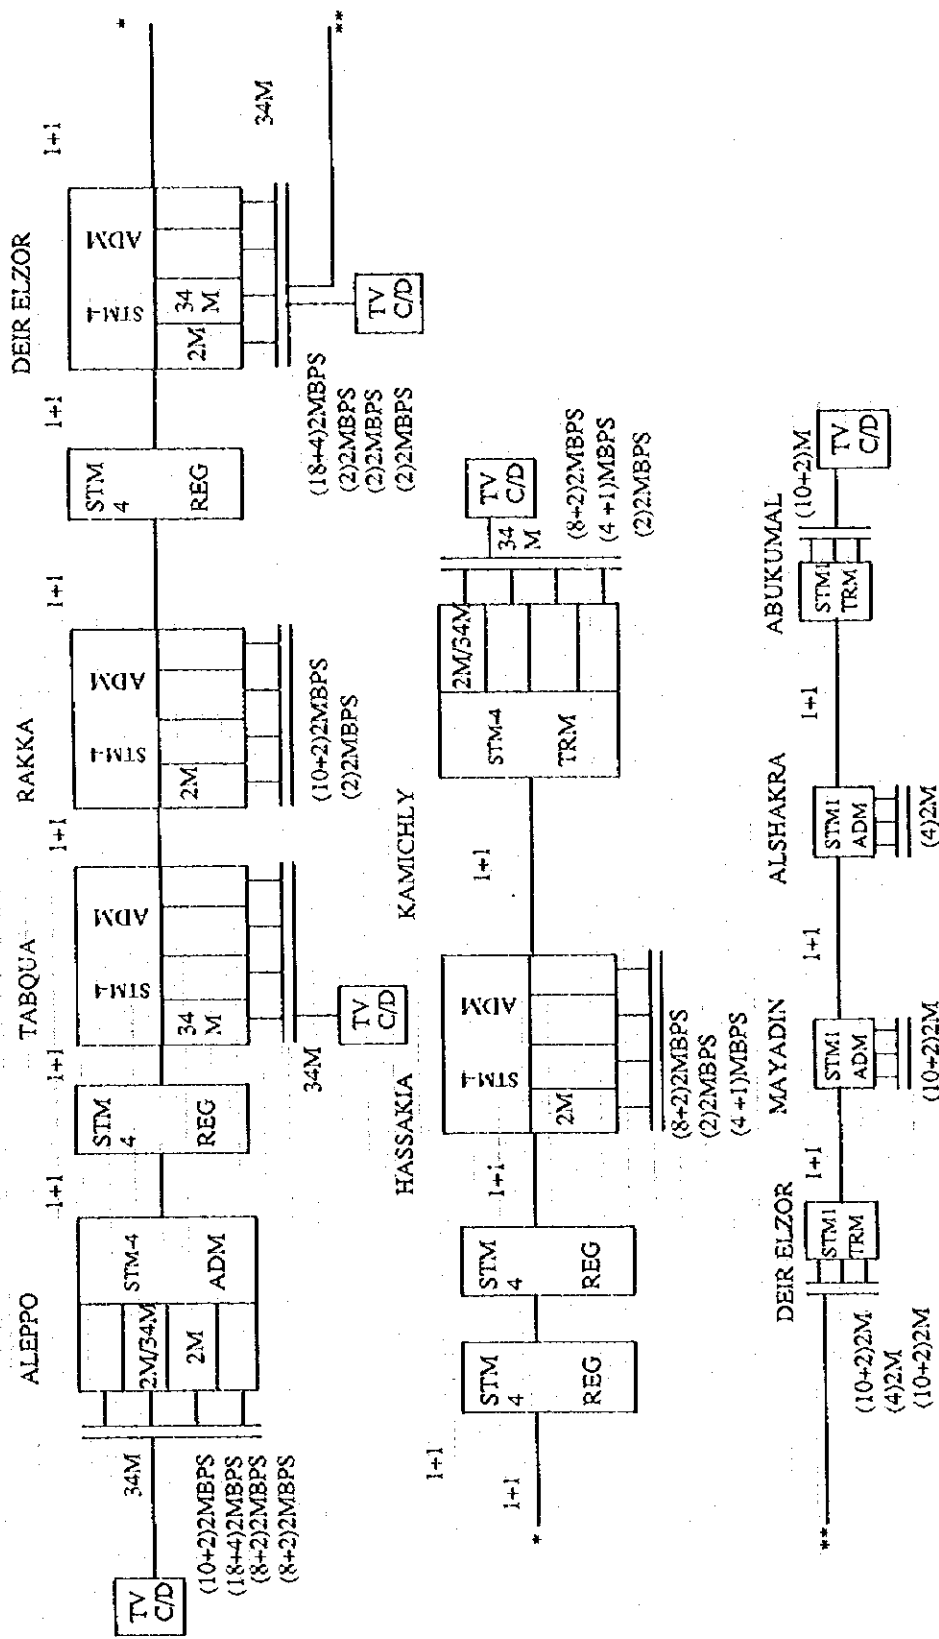 ALEPPO
TABQUA
RAKKA
DEIR ELZOR
1+1
1+1
1+1
1+1
1+1
1+1
*
TV
C/D
34M
2M/34M
2M
STM-4
ADM
STM
4
REG
STM-4
ADM
34
M
STM-4
ADM
2M
STM
4
REG
STM-4
ADM
2M
34
M
34M
**
(10+2)2MBPS
(18+4)2MBPS
(8+2)2MBPS
(8+2)2MBPS
34M
TV
C/D
(10+2)2MBPS
(2)2MBPS
(18+4)2MBPS
(2)2MBPS
(2)2MBPS
(2)2MBPS
TV
C/D
HASSAKIA
KAMICHLY
1+1
1+1
*
STM
4
REG
STM
4
REG
1+1
STM-4
ADM
2M
1+1
STM-4
TRM
2M/34M
34
M
TV
C/D
(8+2)2MBPS
(2)2MBPS
(4 +1)MBPS
(8+2)2MBPS
(4 +1)MBPS
(2)2MBPS
DEIR ELZOR
MAYADIN
ALSHAKRA
ABUKUMAL
**
STM1
TRM
1+1
STM1
ADM
1+1
STM1
ADM
1+1
STM1
TRM
(10+2)M
TV
C/D
(10+2)2M
(4)2M
(10+2)2M
(10+2)2M
(4)2M